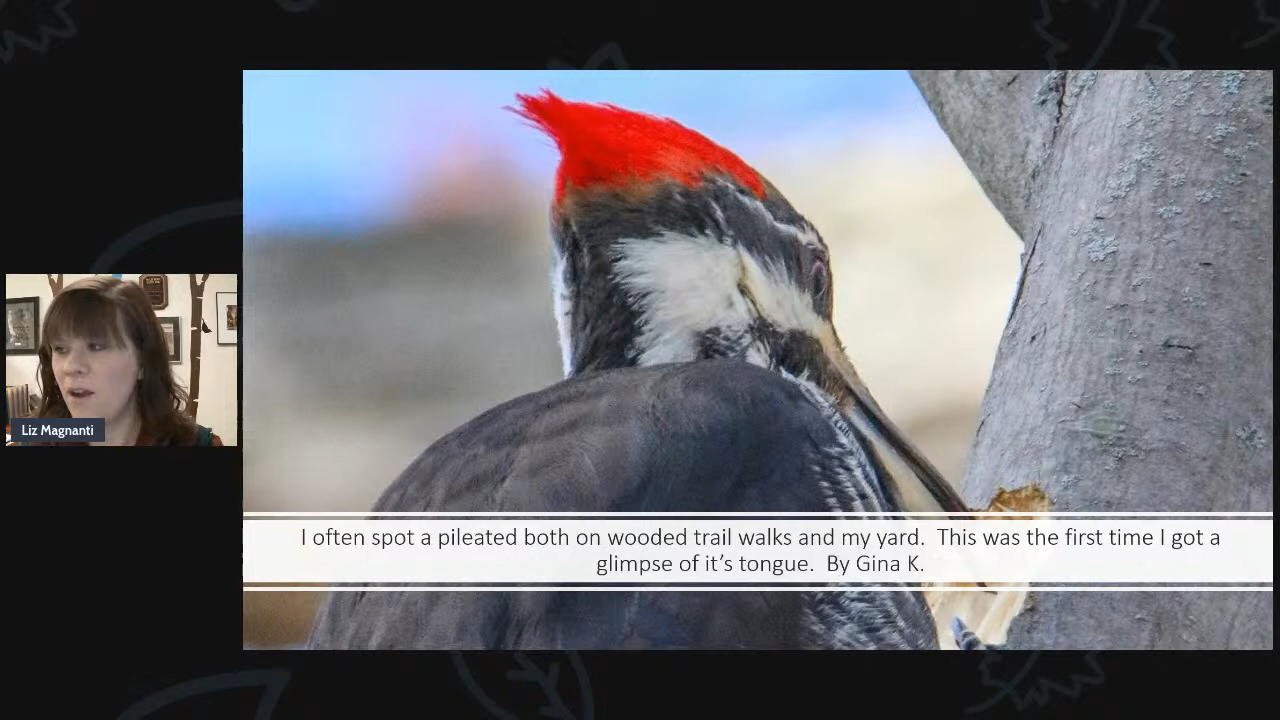 Liz Magnanti
I often spot a pileated both on wooded trail walks and my yard.  This was the first time I got a
glimpse of it's tongue.  By Gina K.